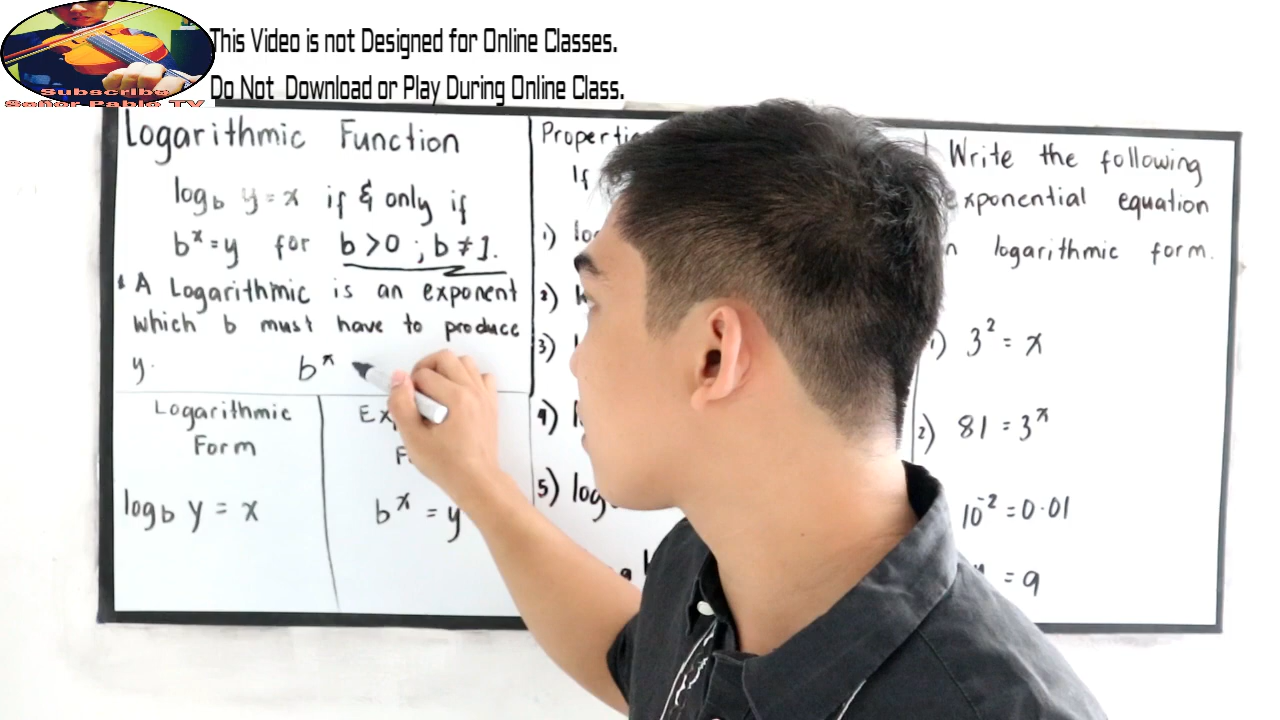 This Video is not Designed for Online Classes.
Do Not Download or Play During Online Class.
Subscribe
Señor Pablo TV
Logarithmic Function
log_b y = x if & only if
b^x = y for b > 0 ; b ≠ 1.
A Logarithmic is an exponent
which b must have to produce
y.
b^x
Logarithmic
Form
log_b y = x
b^x = y
If
1)
2)
3)
4)
5) log
Write the following
exponential equation
logarithmic form.
1) 3^2 = x
2) 81 = 3^x
10^-2 = 0.01
= 9